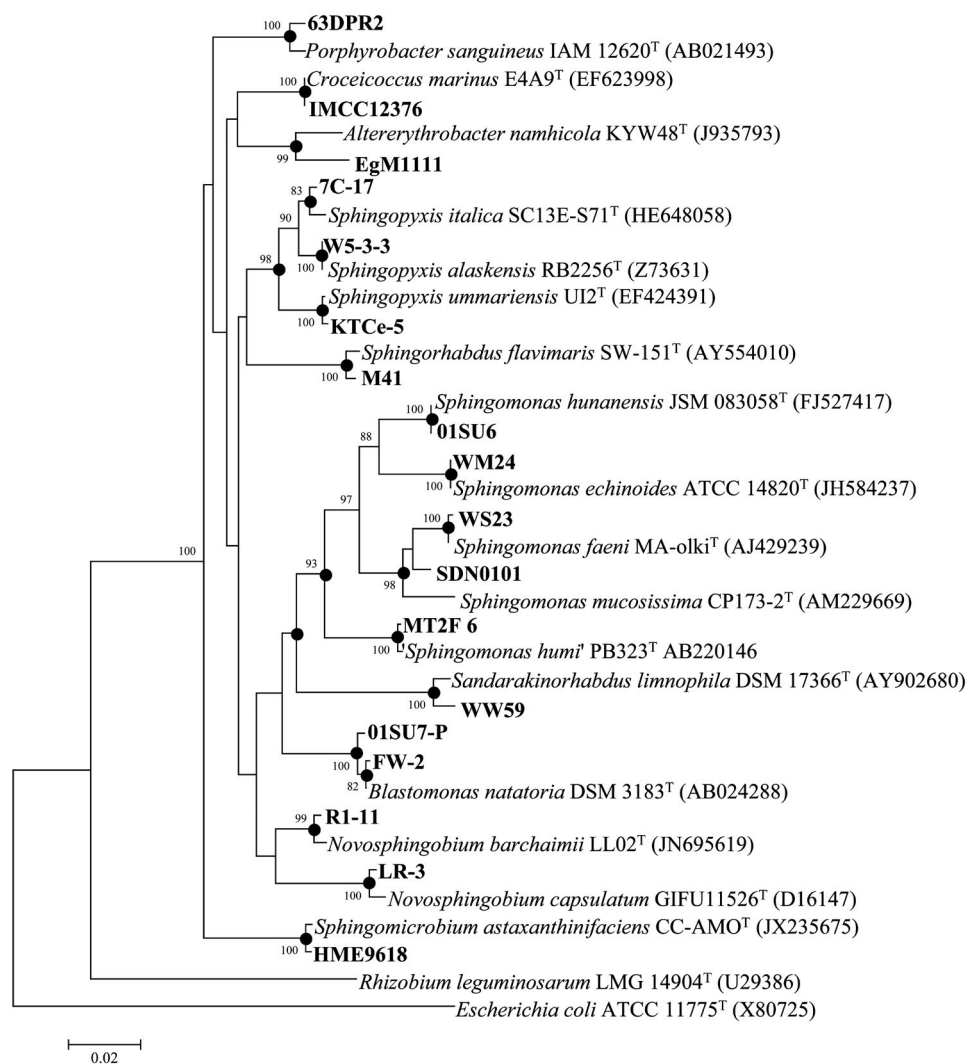 63DPR2
100
Porphyrobacter sanguineus IAM 12620ᵀ (AB021493)
100
Croceicoccus marinus E4A9ᵀ (EF623998)
IMCC12376
Altererythrobacter namhicola KYW48ᵀ (J935793)
99
EgM1111
83
7C-17
90
Sphingopyxis italica SC13E-S71ᵀ (HE648058)
W5-3-3
98
100
Sphingopyxis alaskensis RB2256ᵀ (Z73631)
Sphingopyxis ummariensis UI2ᵀ (EF424391)
100
KTCe-5
Sphingorhabdus flavimaris SW-151ᵀ (AY554010)
100
M41
100
Sphingomonas hunanensis JSM 083058ᵀ (FJ527417)
01SU6
88
WM24
100
Sphingomonas echinoides ATCC 14820ᵀ (JH584237)
97
100
WS23
Sphingomonas faeni MA-olkiᵀ (AJ429239)
100
93
SDN0101
98
Sphingomonas mucosissima CP173-2ᵀ (AM229669)
MT2F 6
100
'Sphingomonas humi' PB323ᵀ AB220146
Sandarakinorhabdus limnophila DSM 17366ᵀ (AY902680)
100
WW59
01SU7-P
100
FW-2
82
Blastomonas natatoria DSM 3183ᵀ (AB024288)
99
R1-11
Novosphingobium barchaimii LL02ᵀ (JN695619)
LR-3
100
Novosphingobium capsulatum GIFU11526ᵀ (D16147)
Sphingomicrobium astaxanthinifaciens CC-AMOᵀ (JX235675)
100
HME9618
Rhizobium leguminosarum LMG 14904ᵀ (U29386)
Escherichia coli ATCC 11775ᵀ (X80725)
0.02